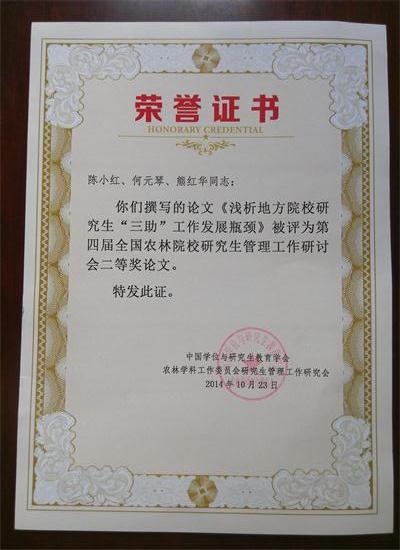 荣誉证书
HONORARY CREDENTIAL
陈小红、何元琴、熊红华同志：
你们撰写的论文《浅析地方院校研
究生“三助”工作发展瓶颈》被评为第
四届全国农林院校研究生管理工作研讨
会二等奖论文。
特发此证。
中国学位与研究生教育学会
农林学科工作委员会研究生管理工作研究会
2014年10月23日